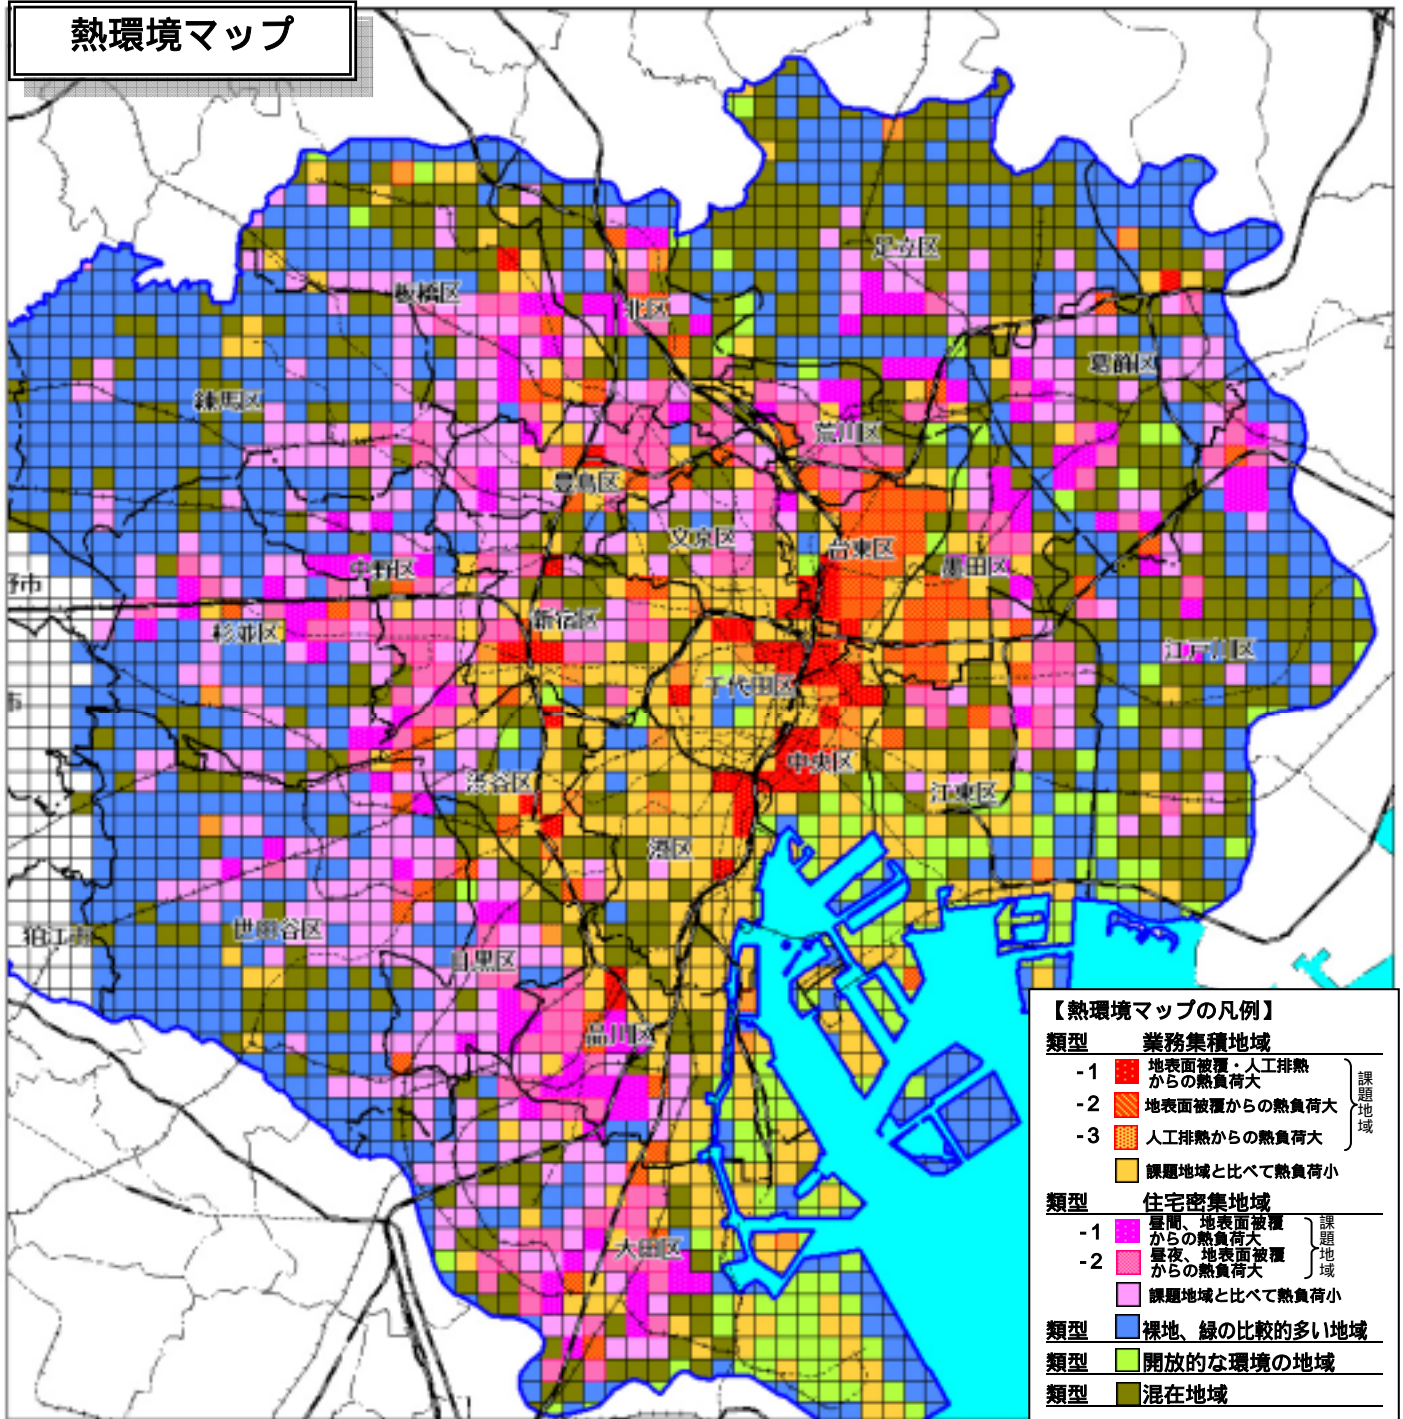 熱環境マップ
足立区
板橋区
北区
葛飾区
練馬区
荒川区
豊島区
文京区
台東区
墨田区
中野区
野市
新宿区
杉並区
江戸川区
千代田区
市
中央区
渋谷区
江東区
港区
世田谷区
狛江市
目黒区
品川区
大田区
【熱環境マップの凡例】
類型 業務集積地域
-1 地表面被覆・人工排熱
からの熱負荷大
-2 地表面被覆からの熱負荷大
-3 人工排熱からの熱負荷大
課題地域
課題地域と比べて熱負荷小
類型 住宅密集地域
-1 昼間、地表面被覆
からの熱負荷大
-2 昼夜、地表面被覆
からの熱負荷大
課題地域
課題地域と比べて熱負荷小
類型 裸地、緑の比較的多い地域
類型 開放的な環境の地域
類型 混在地域